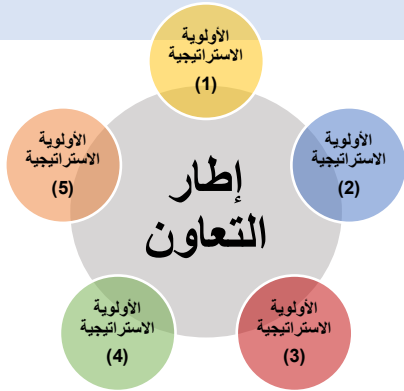 الأولوية
الاستراتيجية
(1)
الأولوية
الاستراتيجية
(2)
الأولوية
الاستراتيجية
(3)
الأولوية
الاستراتيجية
(4)
الأولوية
الاستراتيجية
(5)
إطار
التعاون